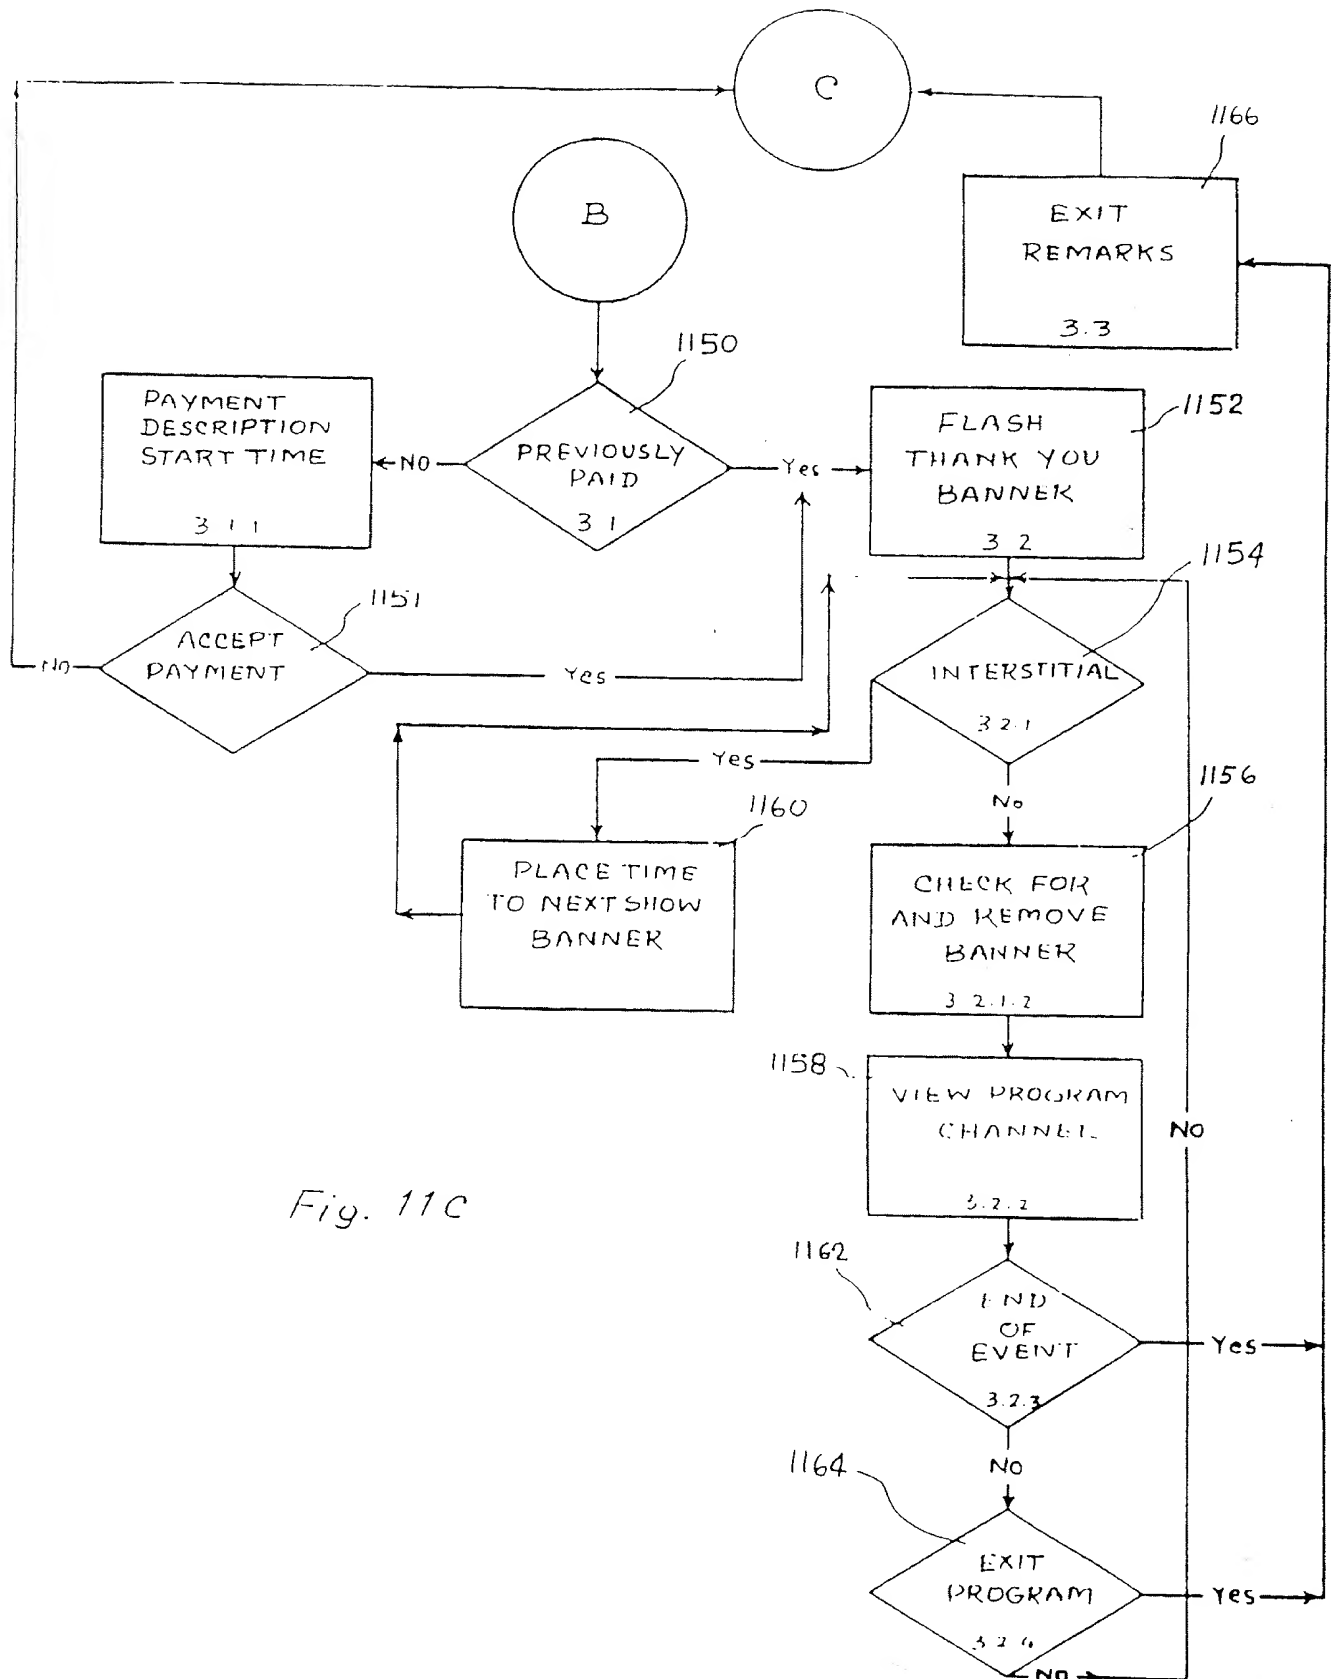 C
1166
EXIT
REMARKS
3.3
B
1150
PREVIOUSLY
PAID
3 1
NO
Yes
PAYMENT
DESCRIPTION
START TIME
3 1 1
1152
FLASH
THANK YOU
BANNER
3 2
1151
ACCEPT
PAYMENT
No
Yes
1154
INTERSTITIAL
3 2.1
Yes
No
1160
PLACE TIME
TO NEXT SHOW
BANNER
1156
CHECK FOR
AND REMOVE
BANNER
3 2.1.2
1158
VIEW PROGRAM
CHANNEL
3.2.2
NO
Fig. 11C
1162
END
OF
EVENT
3.2.3
Yes
NO
1164
EXIT
PROGRAM
3 2 4
Yes
NO